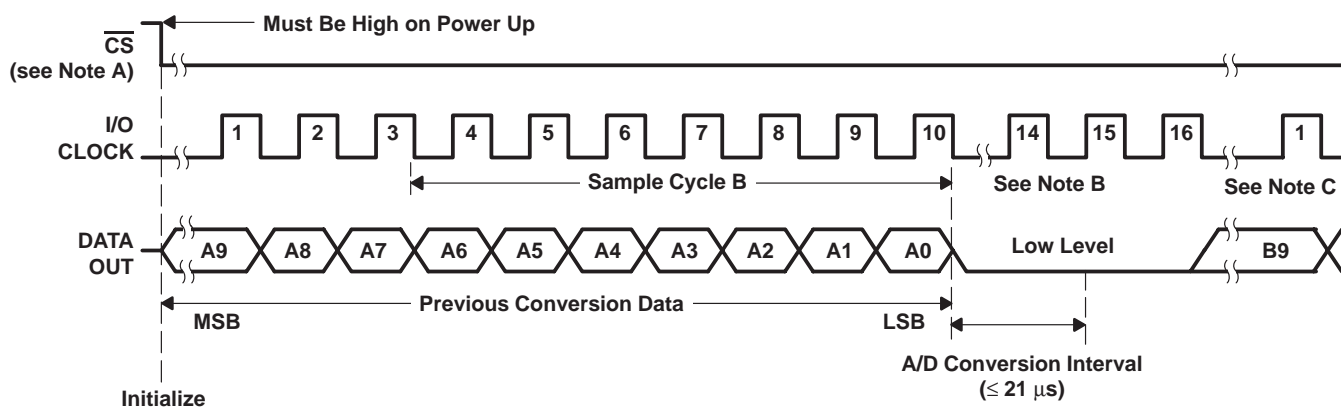 Must Be High on Power Up
CS
(see Note A)
I/O
CLOCK
1 2 3 4 5 6 7 8 9 10 14 15 16 1
Sample Cycle B
See Note B
See Note C
DATA
OUT
A9 A8 A7 A6 A5 A4 A3 A2 A1 A0
Low Level
B9
Previous Conversion Data
MSB
LSB
A/D Conversion Interval
(≤ 21 μs)
Initialize